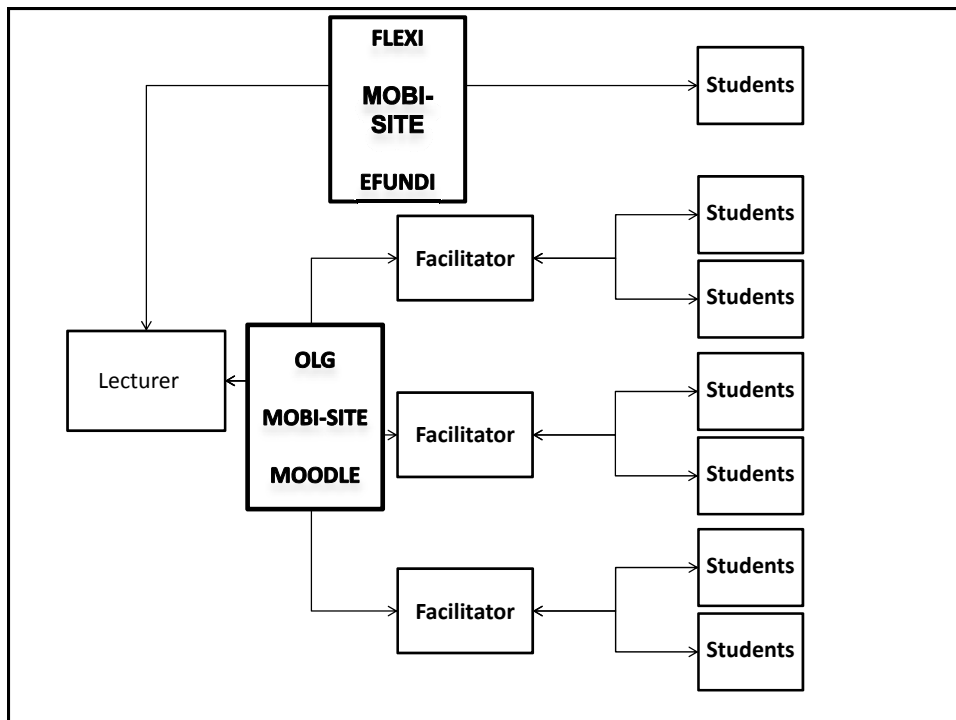 FLEXI
MOBI-
SITE
EFUNDI
Students
Students
Facilitator
Students
Lecturer
OLG
MOBI-SITE
MOODLE
Students
Facilitator
Students
Students
Facilitator
Students